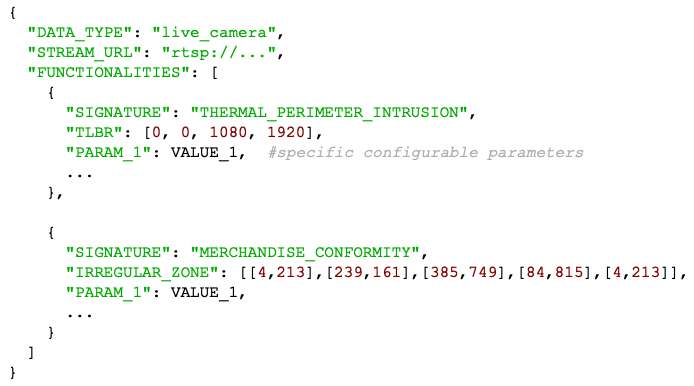 {
  "DATA_TYPE": "live_camera",
  "STREAM_URL": "rtsp://...",
  "FUNCTIONALITIES": [
    {
      "SIGNATURE": "THERMAL_PERIMETER_INTRUSION",
      "TLBR": [0, 0, 1080, 1920],
      "PARAM_1": VALUE_1,  #specific configurable parameters
      ...
    },
    {
      "SIGNATURE": "MERCHANDISE_CONFORMITY",
      "IRREGULAR_ZONE": [[4,213],[239,161],[385,749],[84,815],[4,213]],
      "PARAM_1": VALUE_1,
      ...
    }
  ]
}